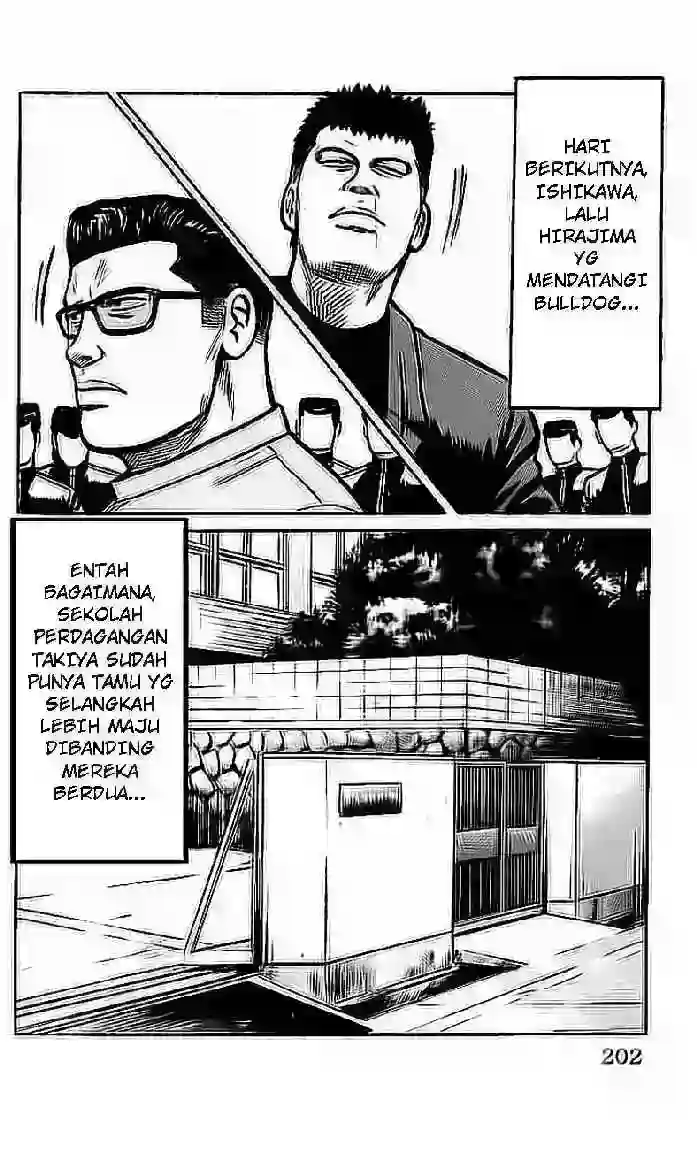 HARI
BERIKUTNYA,
ISHIKAWA,
LALU
HIRAJIMA
YG
MENDATANGI
BULLDOG...
ENTAH
BAGAIMANA,
SEKOLAH
PERDAGANGAN
TAKIYA SUDAH
PUNYA TAMU YG
SELANGKAH
LEBIH MAJU
DIBANDING
MEREKA
BERDUA...
202